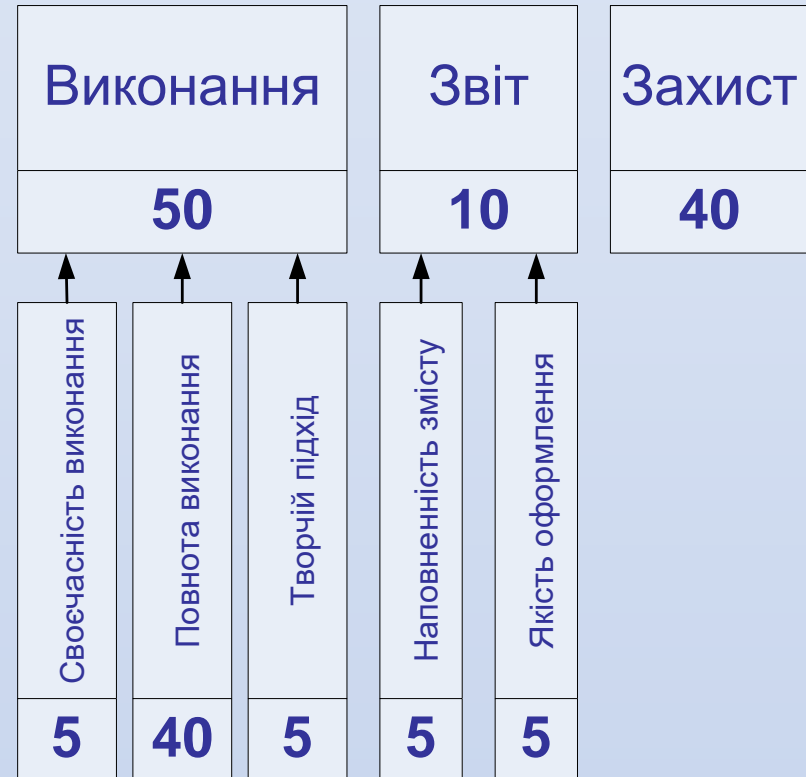 Виконання
50
Звіт
10
Захист
40
Своєчасність виконання
5
Повнота виконання
40
Творчій підхід
5
Наповненність змісту
5
Якість оформлення
5